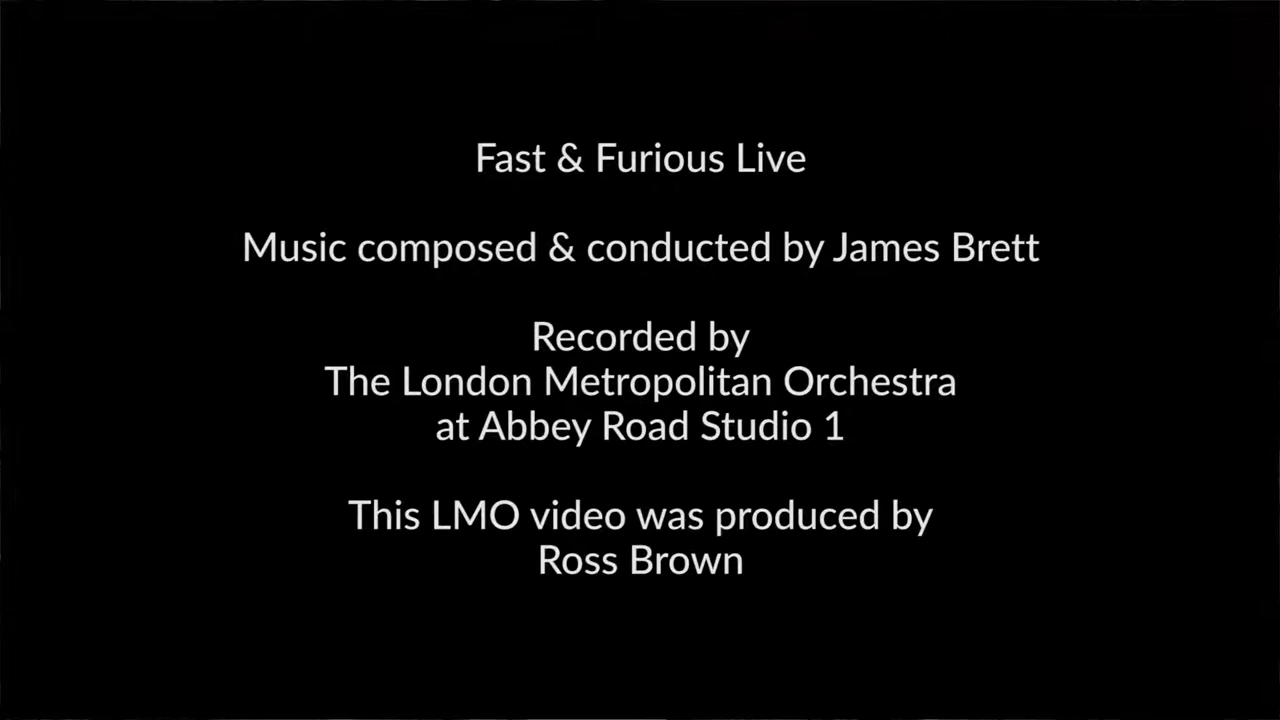 Fast & Furious Live
Music composed & conducted by James Brett
Recorded by
The London Metropolitan Orchestra
at Abbey Road Studio 1
This LMO video was produced by
Ross Brown